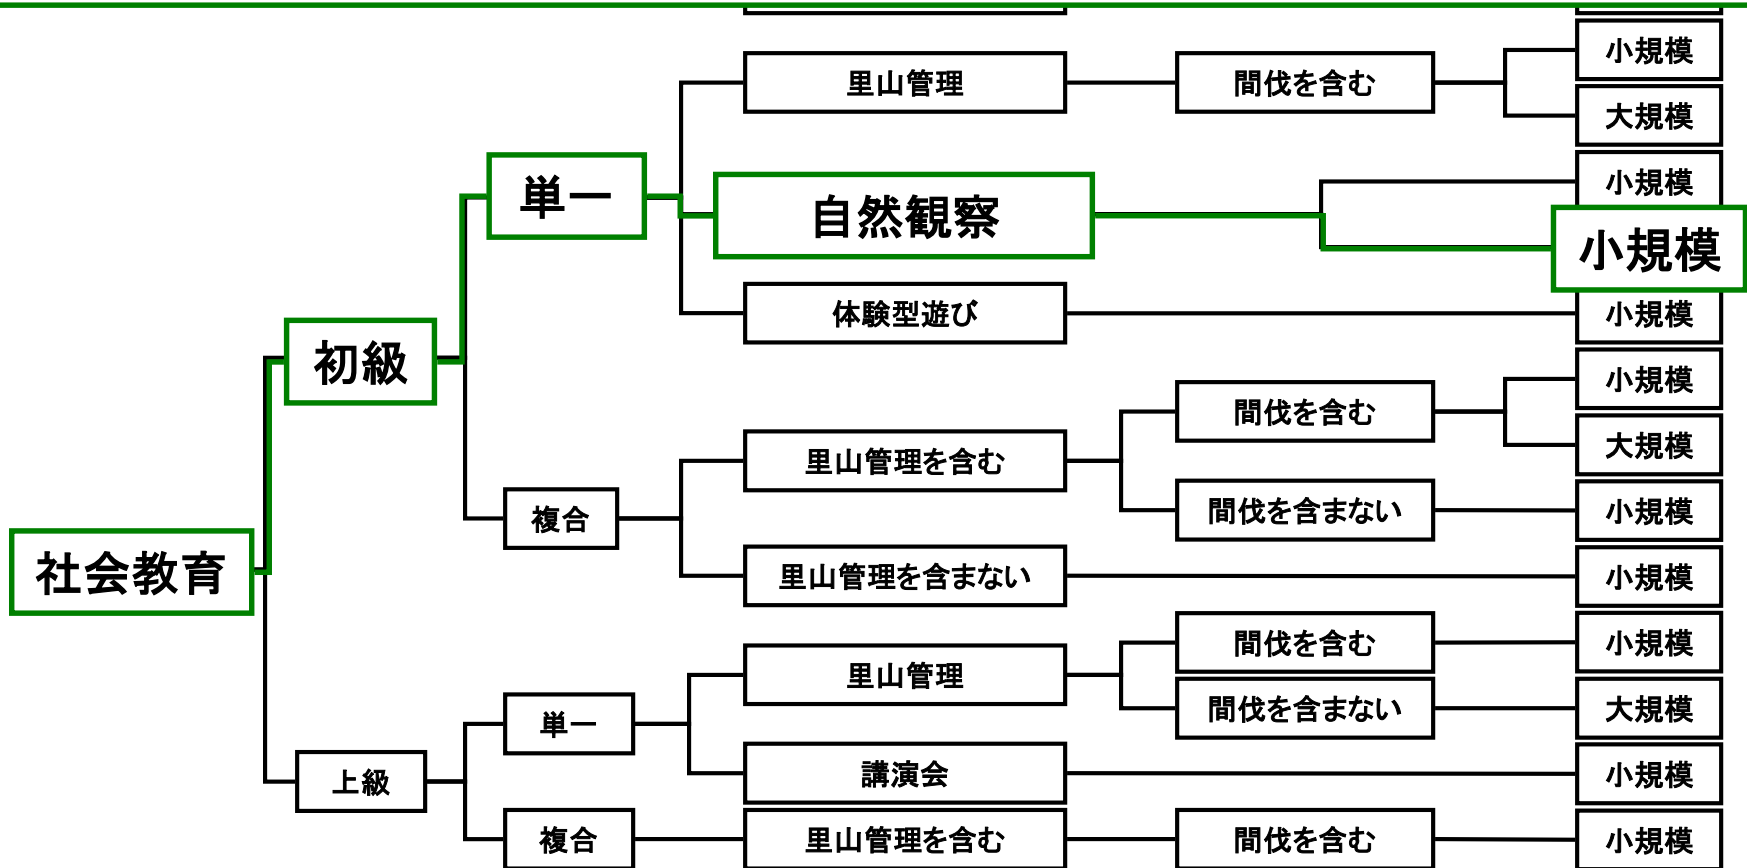 小規模
里山管理
間伐を含む
大規模
小規模
単一
自然観察
小規模
体験型遊び
小規模
初級
小規模
間伐を含む
大規模
里山管理を含む
間伐を含まない
小規模
複合
社会教育
里山管理を含まない
小規模
間伐を含む
小規模
里山管理
間伐を含まない
大規模
単一
講演会
小規模
上級
複合
里山管理を含む
間伐を含む
小規模